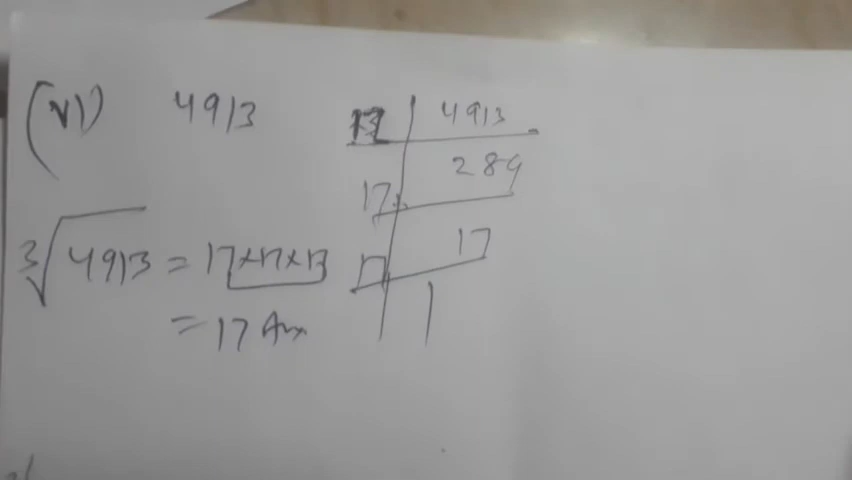 (VI) 4913
17 | 4913
17 | 289
17 | 17
1
∛4913 = 17×17×17
= 17 Ans